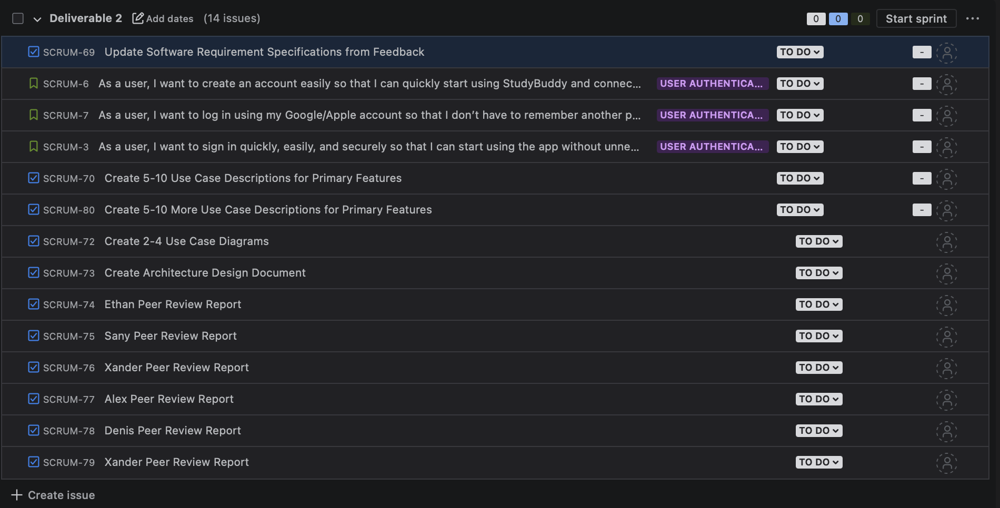 Deliverable 2 Add dates (14 issues) 0 0 0 Start sprint
SCRUM-69 Update Software Requirement Specifications from Feedback TO DO -
SCRUM-6 As a user, I want to create an account easily so that I can quickly start using StudyBuddy and connec... USER AUTHENTICA... TO DO -
SCRUM-7 As a user, I want to log in using my Google/Apple account so that I don’t have to remember another p... USER AUTHENTICA... TO DO -
SCRUM-3 As a user, I want to sign in quickly, easily, and securely so that I can start using the app without unne... USER AUTHENTICA... TO DO -
SCRUM-70 Create 5-10 Use Case Descriptions for Primary Features TO DO -
SCRUM-80 Create 5-10 More Use Case Descriptions for Primary Features TO DO -
SCRUM-72 Create 2-4 Use Case Diagrams TO DO
SCRUM-73 Create Architecture Design Document TO DO
SCRUM-74 Ethan Peer Review Report TO DO
SCRUM-75 Sany Peer Review Report TO DO
SCRUM-76 Xander Peer Review Report TO DO
SCRUM-77 Alex Peer Review Report TO DO
SCRUM-78 Denis Peer Review Report TO DO
SCRUM-79 Xander Peer Review Report TO DO
Create issue